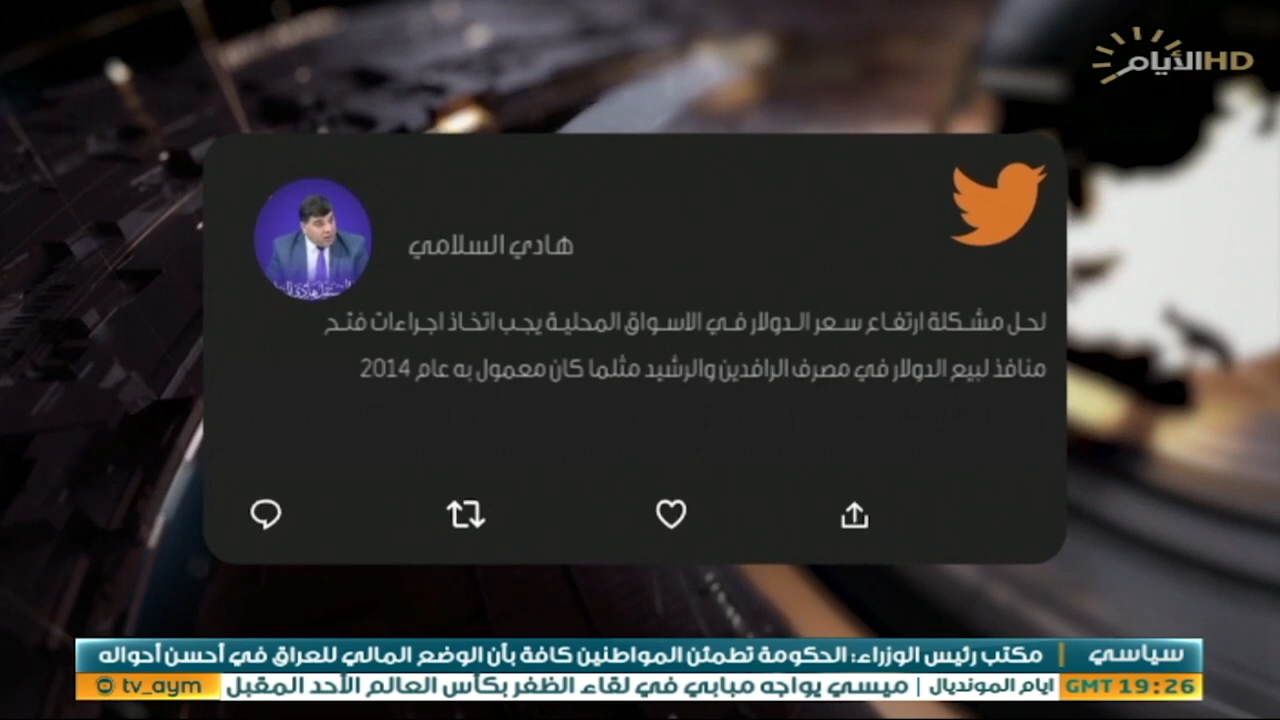 الأيام HD
هادي السلامي
لحل مشكلة ارتفاع سعر الدولار في الاسواق المحلية يجب اتخاذ اجراءات فتح
منافذ لبيع الدولار في مصرف الرافدين والرشيد مثلما كان معمول به عام 2014
سياسي | مكتب رئيس الوزراء: الحكومة تطمئن المواطنين كافة بأن الوضع المالي للعراق في أحسن أحواله
GMT 19:26 ايام المونديال | ميسي يواجه مبابي في لقاء الظفر بكأس العالم الأحد المقبل tv_aym